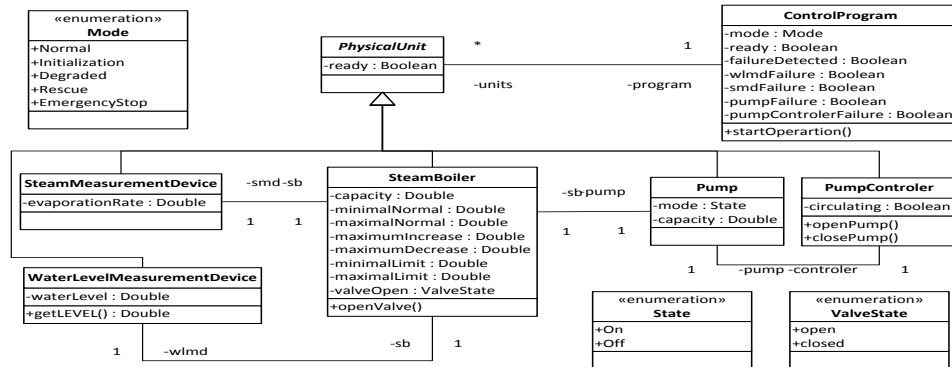 «enumeration»
Mode
+Normal
+Initialization
+Degraded
+Rescue
+EmergencyStop
PhysicalUnit
-ready : Boolean
*
1
-units
-program
ControlProgram
-mode : Mode
-ready : Boolean
-failureDetected : Boolean
-wlmdFailure : Boolean
-smdFailure : Boolean
-pumpFailure : Boolean
-pumpControlerFailure : Boolean
+startOperartion()
SteamMeasurementDevice
-evaporationRate : Double
-smd
-sb
1
1
SteamBoiler
-capacity : Double
-minimalNormal : Double
-maximalNormal : Double
-maximumIncrease : Double
-maximumDecrease : Double
-minimalLimit : Double
-maximalLimit : Double
-valveOpen : ValveState
+openValve()
-sb
-pump
1
1
Pump
-mode : State
-capacity : Double
PumpControler
-circulating : Boolean
+openPump()
+closePump()
1
-pump
-controler
1
WaterLevelMeasurementDevice
-waterLevel : Double
+getLEVEL() : Double
1
-wlmd
-sb
1
«enumeration»
State
+On
+Off
«enumeration»
ValveState
+open
+closed